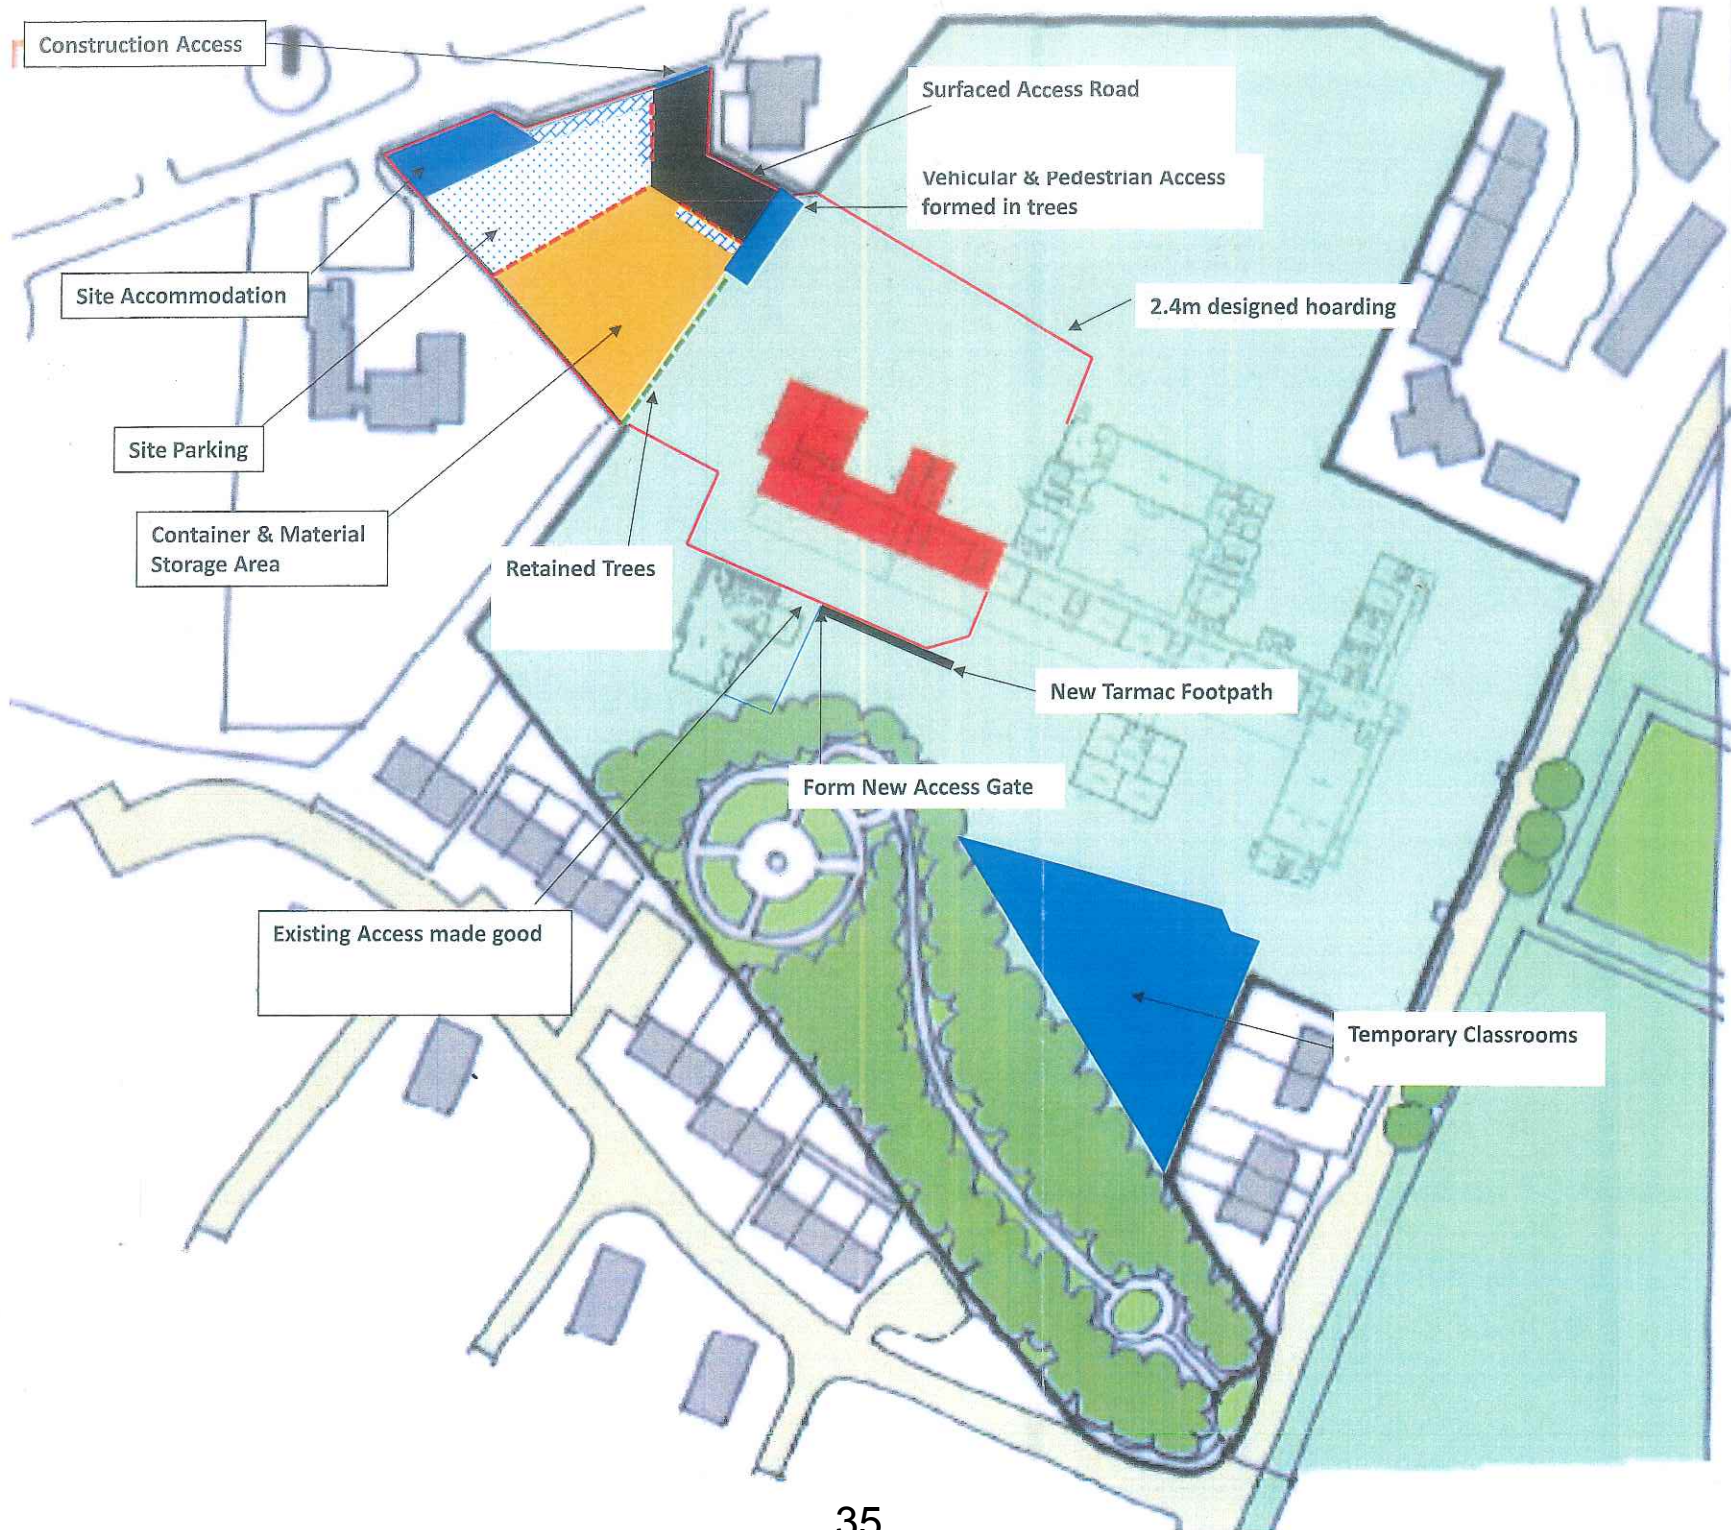 Construction Access
Surfaced Access Road
Vehicular & Pedestrian Access
formed in trees
Site Accommodation
2.4m designed hoarding
Site Parking
Container & Material
Storage Area
Retained Trees
New Tarmac Footpath
Form New Access Gate
Existing Access made good
Temporary Classrooms
35